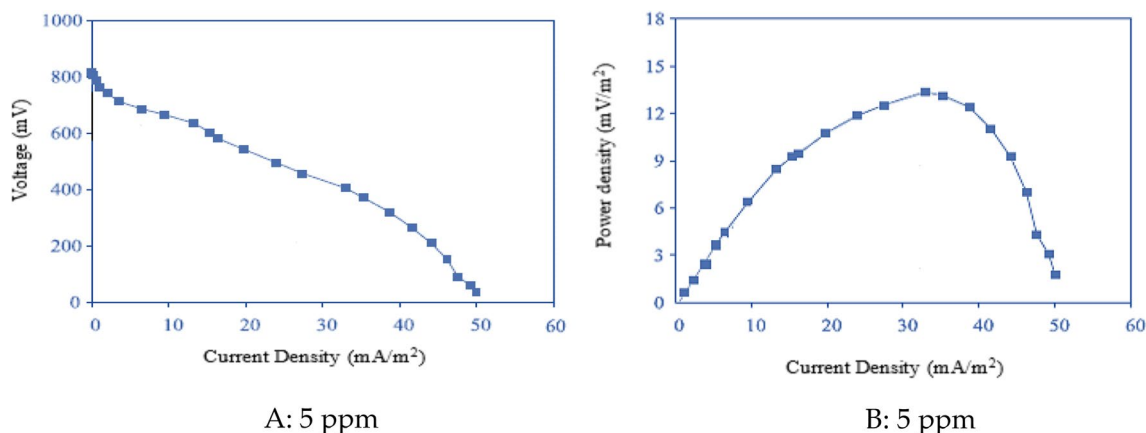 1000
800
600
400
200
0
Voltage (mV)
0 10 20 30 40 50 60
Current Density (mA/m²)
A: 5 ppm
18
15
12
9
6
3
0
Power density (mV/m²)
0 10 20 30 40 50 60
Current Density (mA/m²)
B: 5 ppm